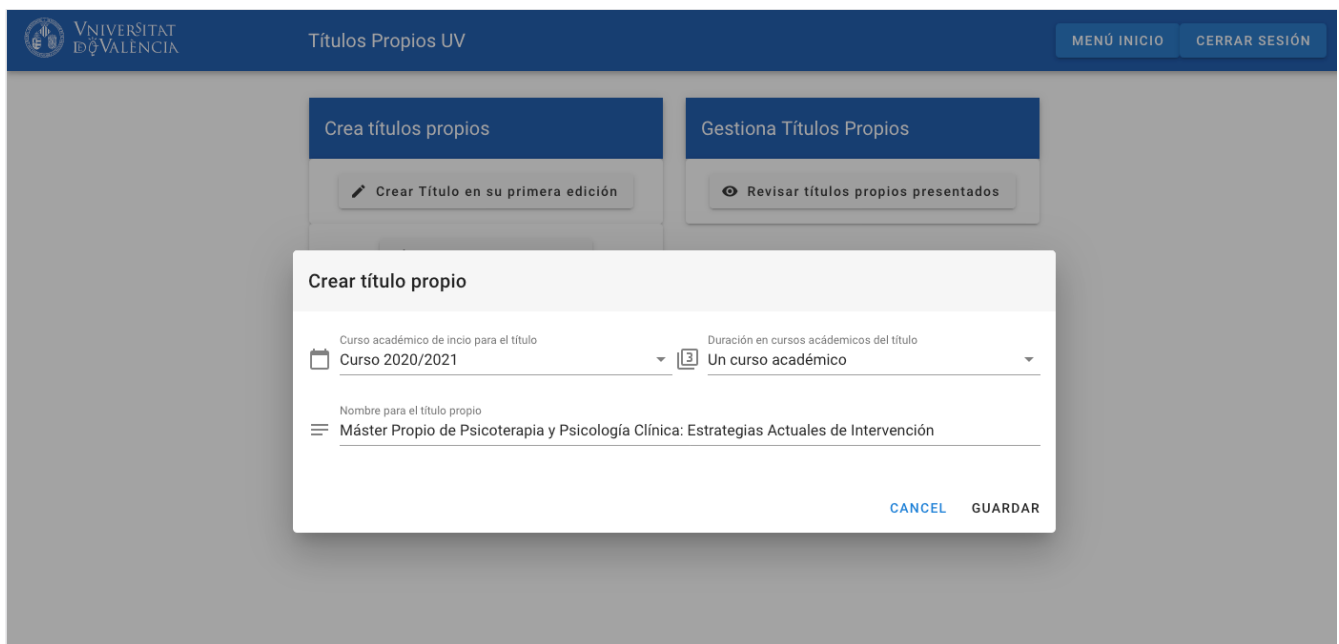 VNIVERSITAT
DE VALÈNCIA
Títulos Propios UV
MENÚ INICIO
CERRAR SESIÓN
Crea títulos propios
Gestiona Títulos Propios
Crear Título en su primera edición
Revisar títulos propios presentados
Crear título propio
Curso académico de incio para el título
Duración en cursos acádemicos del título
Curso 2020/2021
3
Un curso académico
Nombre para el título propio
Máster Propio de Psicoterapia y Psicología Clínica: Estrategias Actuales de Intervención
CANCEL
GUARDAR